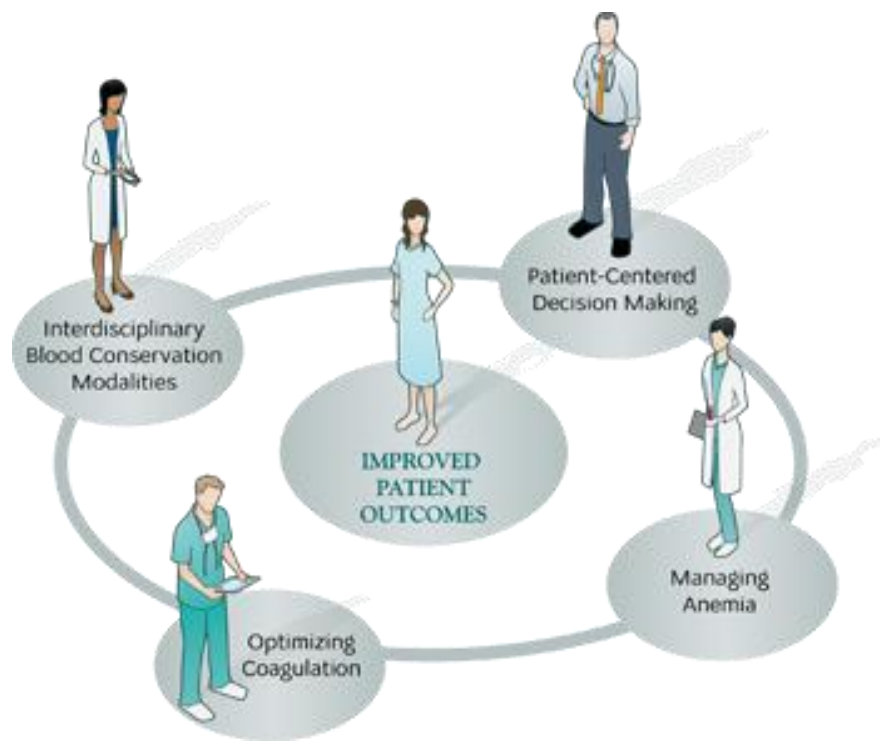 Patient-Centered
Decision Making
Interdisciplinary
Blood Conservation
Modalities
IMPROVED
PATIENT
OUTCOMES
Managing
Anemia
Optimizing
Coagulation